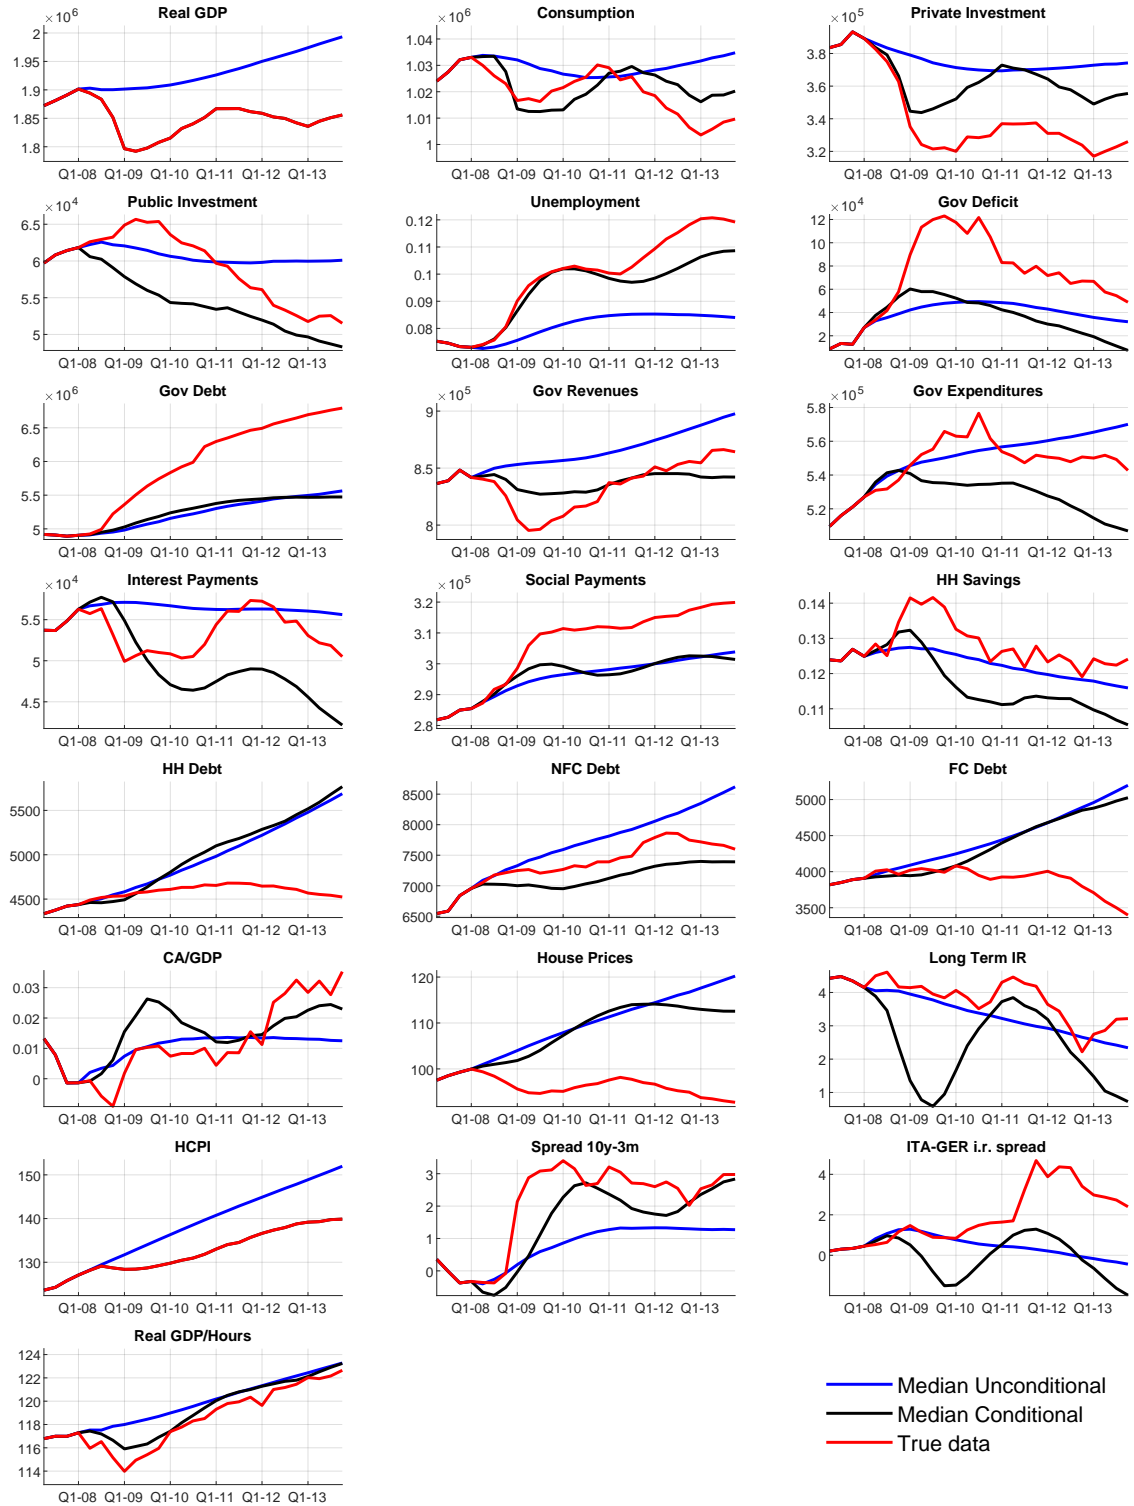 Real GDP
×10^6
2
1.95
1.9
1.85
1.8
Q1-08 Q1-09 Q1-10 Q1-11 Q1-12 Q1-13
Consumption
×10^6
1.04
1.03
1.02
1.01
1
Q1-08 Q1-09 Q1-10 Q1-11 Q1-12 Q1-13
Private Investment
×10^5
3.8
3.6
3.4
3.2
Q1-08 Q1-09 Q1-10 Q1-11 Q1-12 Q1-13
Public Investment
×10^4
6.5
6
5.5
5
Q1-08 Q1-09 Q1-10 Q1-11 Q1-12 Q1-13
Unemployment
0.12
0.1
0.08
Q1-08 Q1-09 Q1-10 Q1-11 Q1-12 Q1-13
Gov Deficit
×10^4
12
10
8
6
4
2
Q1-08 Q1-09 Q1-10 Q1-11 Q1-12 Q1-13
Gov Debt
×10^6
6.5
6
5.5
5
Q1-08 Q1-09 Q1-10 Q1-11 Q1-12 Q1-13
Gov Revenues
×10^5
9
8.5
8
Q1-08 Q1-09 Q1-10 Q1-11 Q1-12 Q1-13
Gov Expenditures
×10^5
5.8
5.6
5.4
5.2
Q1-08 Q1-09 Q1-10 Q1-11 Q1-12 Q1-13
Interest Payments
×10^4
5.5
5
4.5
Q1-08 Q1-09 Q1-10 Q1-11 Q1-12 Q1-13
Social Payments
×10^5
3.2
3.1
3
2.9
2.8
Q1-08 Q1-09 Q1-10 Q1-11 Q1-12 Q1-13
HH Savings
0.14
0.13
0.12
0.11
Q1-08 Q1-09 Q1-10 Q1-11 Q1-12 Q1-13
HH Debt
5500
5000
4500
Q1-08 Q1-09 Q1-10 Q1-11 Q1-12 Q1-13
NFC Debt
8500
8000
7500
7000
6500
Q1-08 Q1-09 Q1-10 Q1-11 Q1-12 Q1-13
FC Debt
5000
4500
4000
3500
Q1-08 Q1-09 Q1-10 Q1-11 Q1-12 Q1-13
CA/GDP
0.03
0.02
0.01
0
Q1-08 Q1-09 Q1-10 Q1-11 Q1-12 Q1-13
House Prices
120
110
100
Q1-08 Q1-09 Q1-10 Q1-11 Q1-12 Q1-13
Long Term IR
4
3
2
1
Q1-08 Q1-09 Q1-10 Q1-11 Q1-12 Q1-13
HCPI
150
140
130
Q1-08 Q1-09 Q1-10 Q1-11 Q1-12 Q1-13
Spread 10y-3m
3
2
1
0
Q1-08 Q1-09 Q1-10 Q1-11 Q1-12 Q1-13
ITA-GER i.r. spread
4
2
0
Q1-08 Q1-09 Q1-10 Q1-11 Q1-12 Q1-13
Real GDP/Hours
124
122
120
118
116
114
Q1-08 Q1-09 Q1-10 Q1-11 Q1-12 Q1-13
Median Unconditional
Median Conditional
True data